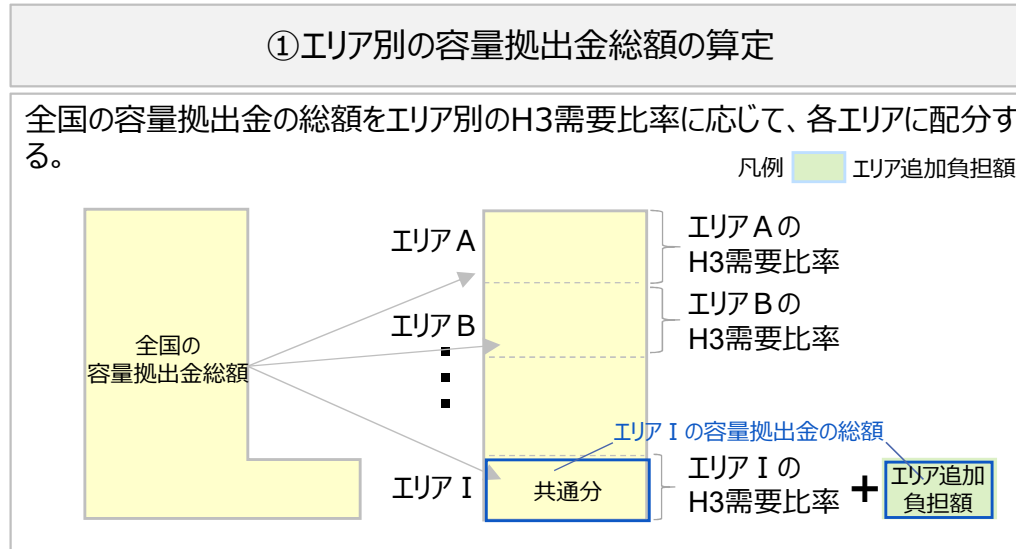 ①エリア別の容量拠出金総額の算定
全国の容量拠出金の総額をエリア別のH3需要比率に応じて、各エリアに配分す
る。
凡例
エリア追加負担額
エリアA
エリアAの
H3需要比率
エリアB
エリアBの
H3需要比率
全国の
容量拠出金総額
エリアⅠの容量拠出金の総額
エリアⅠ
共通分
エリアⅠの
H3需要比率
+
エリア追加
負担額